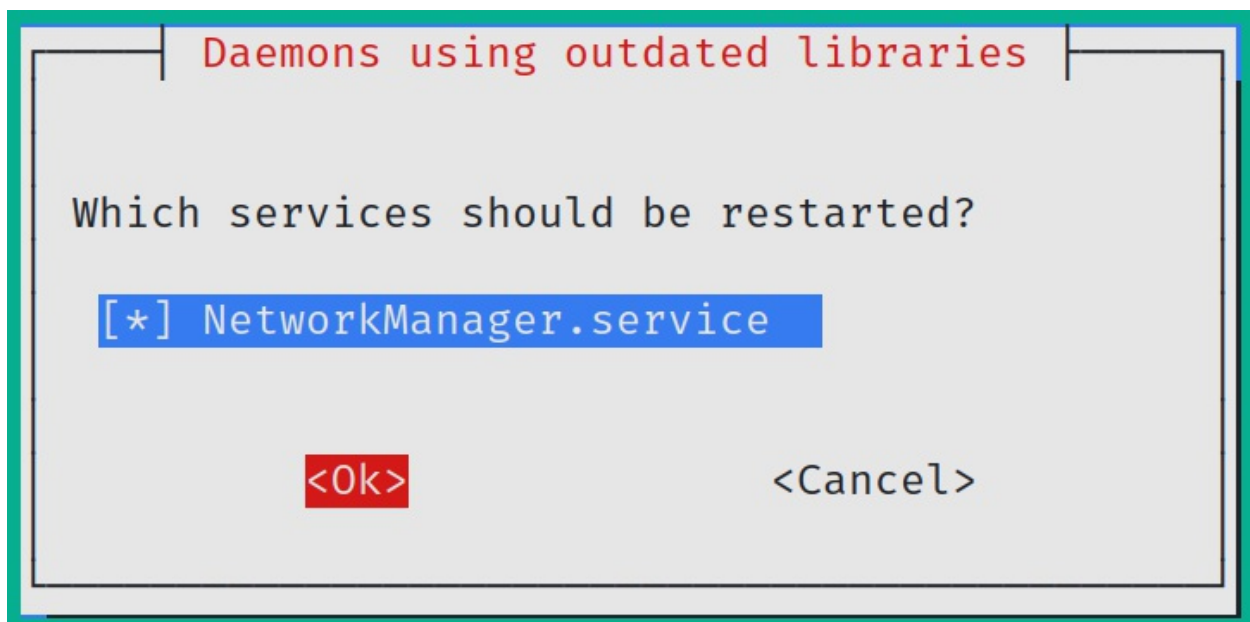 Daemons using outdated libraries
Which services should be restarted?
[*] NetworkManager.service
<Ok> <Cancel>